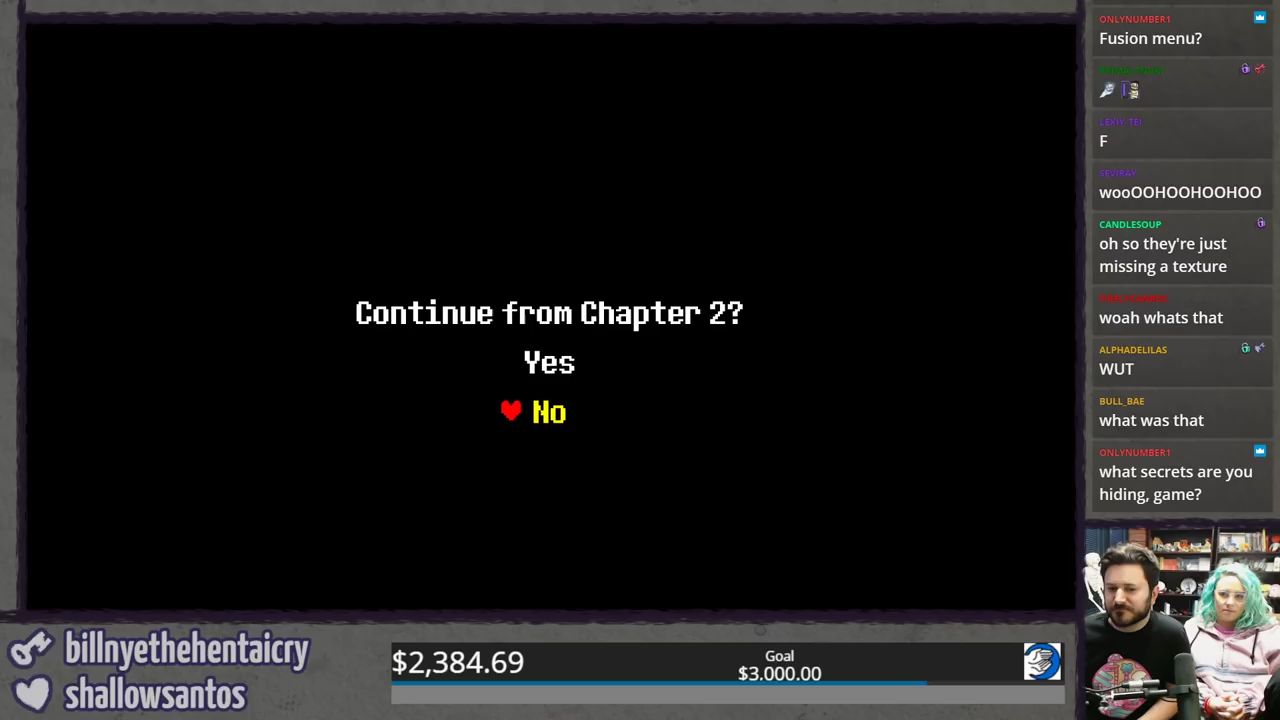 Continue from Chapter 2?
Yes
No
ONLYNUMBER1
Fusion menu?
F
SEVIRAY
wooOOHOOHOOHOO
CANDLESOUP
oh so they're just
missing a texture
woah whats that
ALPHADELILAS
WUT
BULL_BAE
what was that
ONLYNUMBER1
what secrets are you
hiding, game?
billnyethehentaicry
shallowsantos
$2,384.69
Goal
$3,000.00